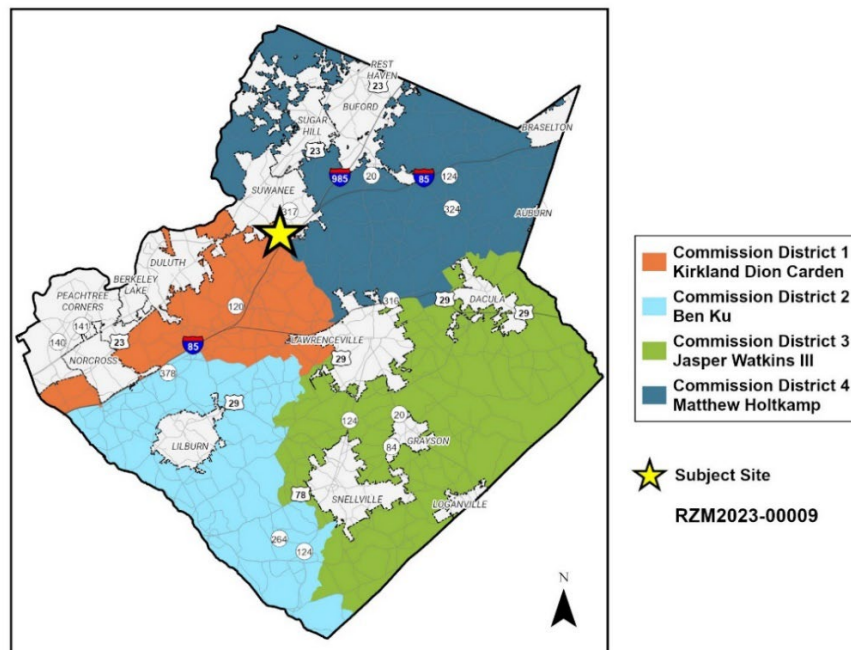 REST
HAVEN
23
BUFORD
SUGAR
HILL
23
BRASELTON
985
20
85
124
SUWANEE
317
324
AUBURN
DULUTH
BERKELEY
LAKE
PEACHTREE
CORNERS
120
316
29
DACULA
29
141
140
23
NORCROSS
LAWRENCEVILLE
29
85
378
29
LILBURN
124
20
GRAYSON
84
78
SNELLVILLE
LOGANVILLE
264
124
N
Commission District 1
Kirkland Dion Carden
Commission District 2
Ben Ku
Commission District 3
Jasper Watkins III
Commission District 4
Matthew Holtkamp
Subject Site
RZM2023-00009